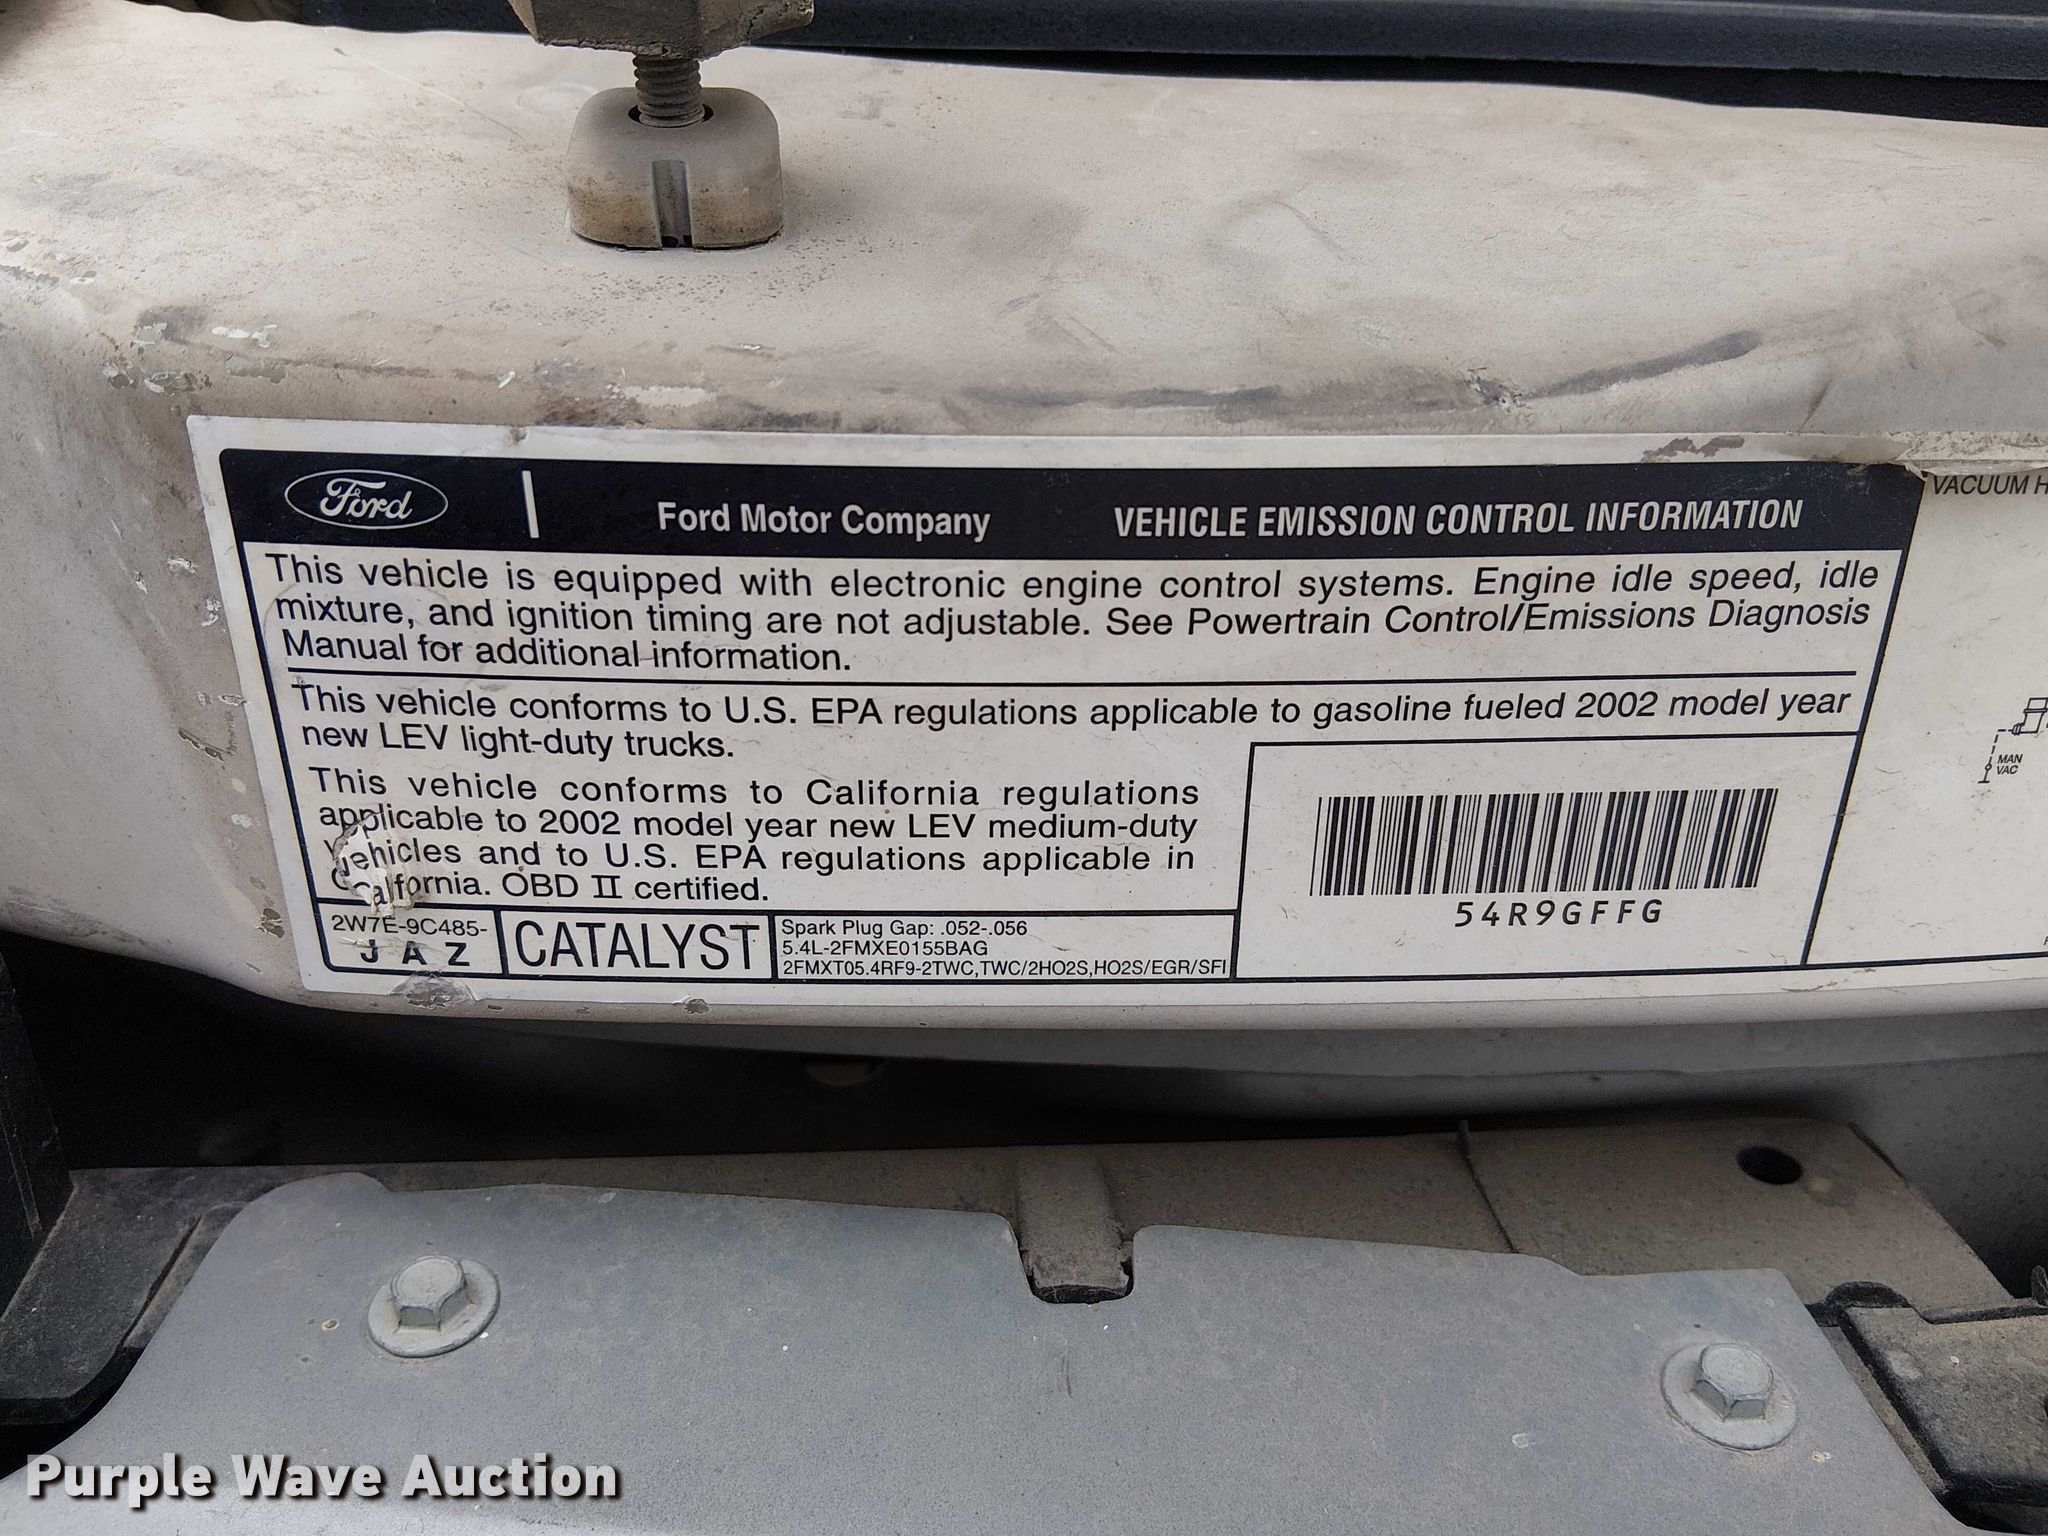 Ford
Ford Motor Company
VEHICLE EMISSION CONTROL INFORMATION
This vehicle is equipped with electronic engine control systems. Engine idle speed, idle
mixture, and ignition timing are not adjustable. See Powertrain Control/Emissions Diagnosis
Manual for additional information.
This vehicle conforms to U.S. EPA regulations applicable to gasoline fueled 2002 model year
new LEV light-duty trucks.
This vehicle conforms to California regulations
applicable to 2002 model year new LEV medium-duty
vehicles and to U.S. EPA regulations applicable in
California. OBD II certified.
54R9GFFG
2W7E-9C485-
J A Z
CATALYST
Spark Plug Gap: .052-.056
5.4L-2FMXE0155BAG
2FMXT05.4RF9-2TWC,TWC/2HO2S,HO2S/EGR/SFI
VACUUM H
MAN
VAC
Purple Wave Auction